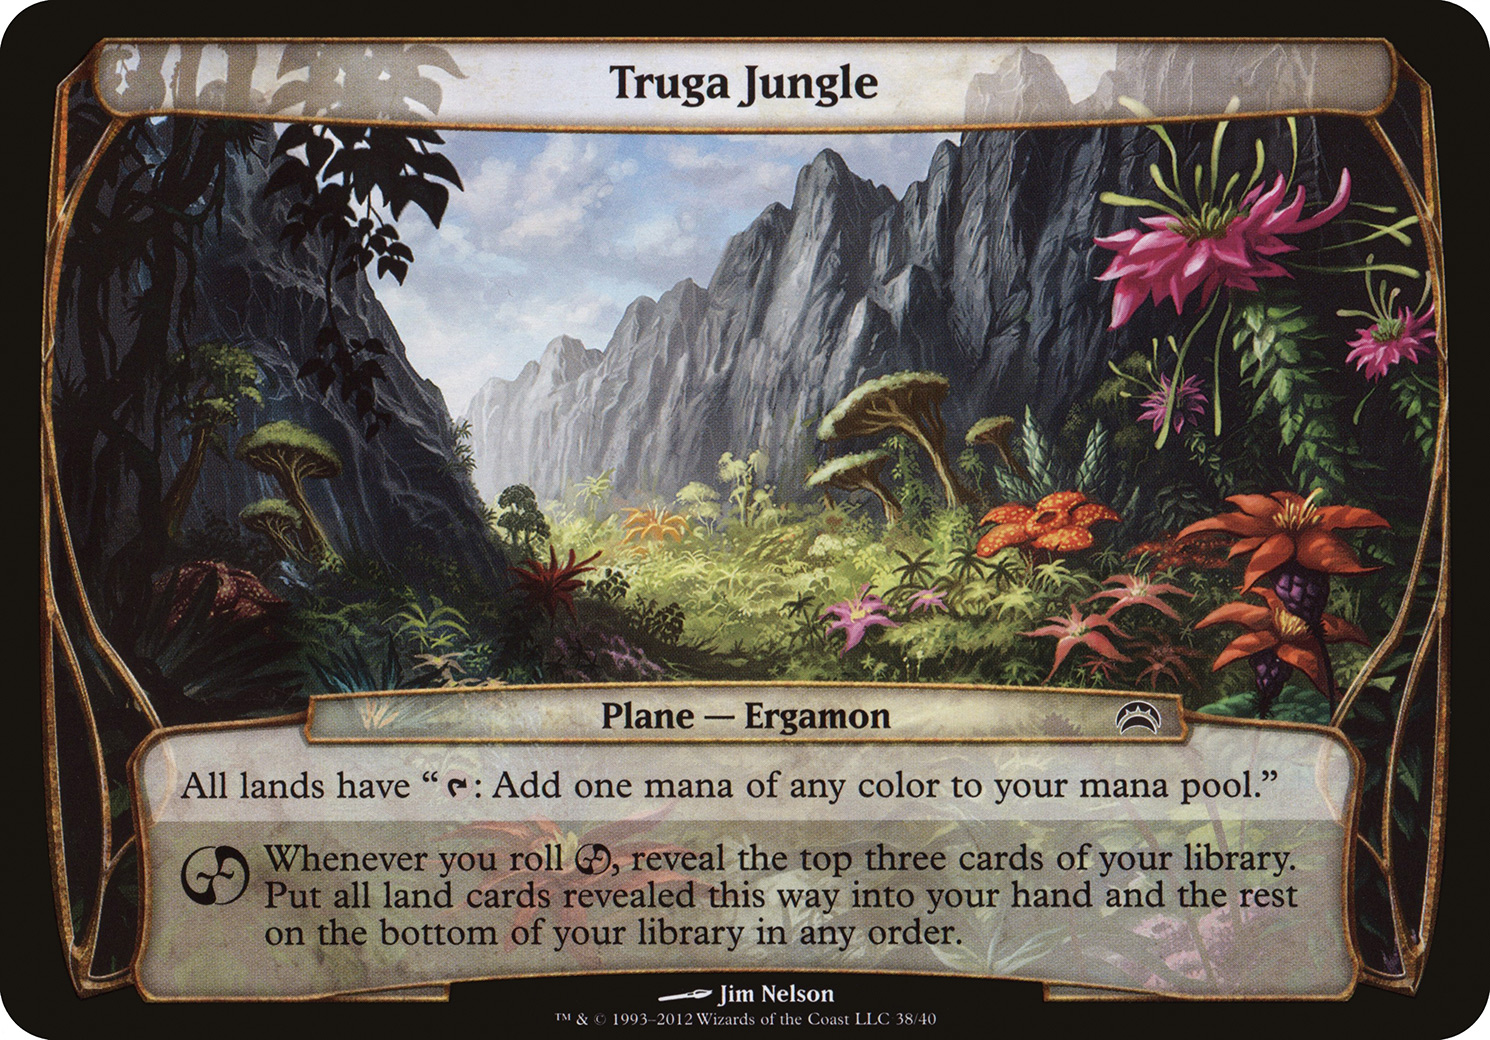 Truga Jungle
Plane — Ergamon
All lands have “: Add one mana of any color to your mana pool.”
Whenever you roll , reveal the top three cards of your library.
Put all land cards revealed this way into your hand and the rest
on the bottom of your library in any order.
Jim Nelson
™ & © 1993–2012 Wizards of the Coast LLC 38/40